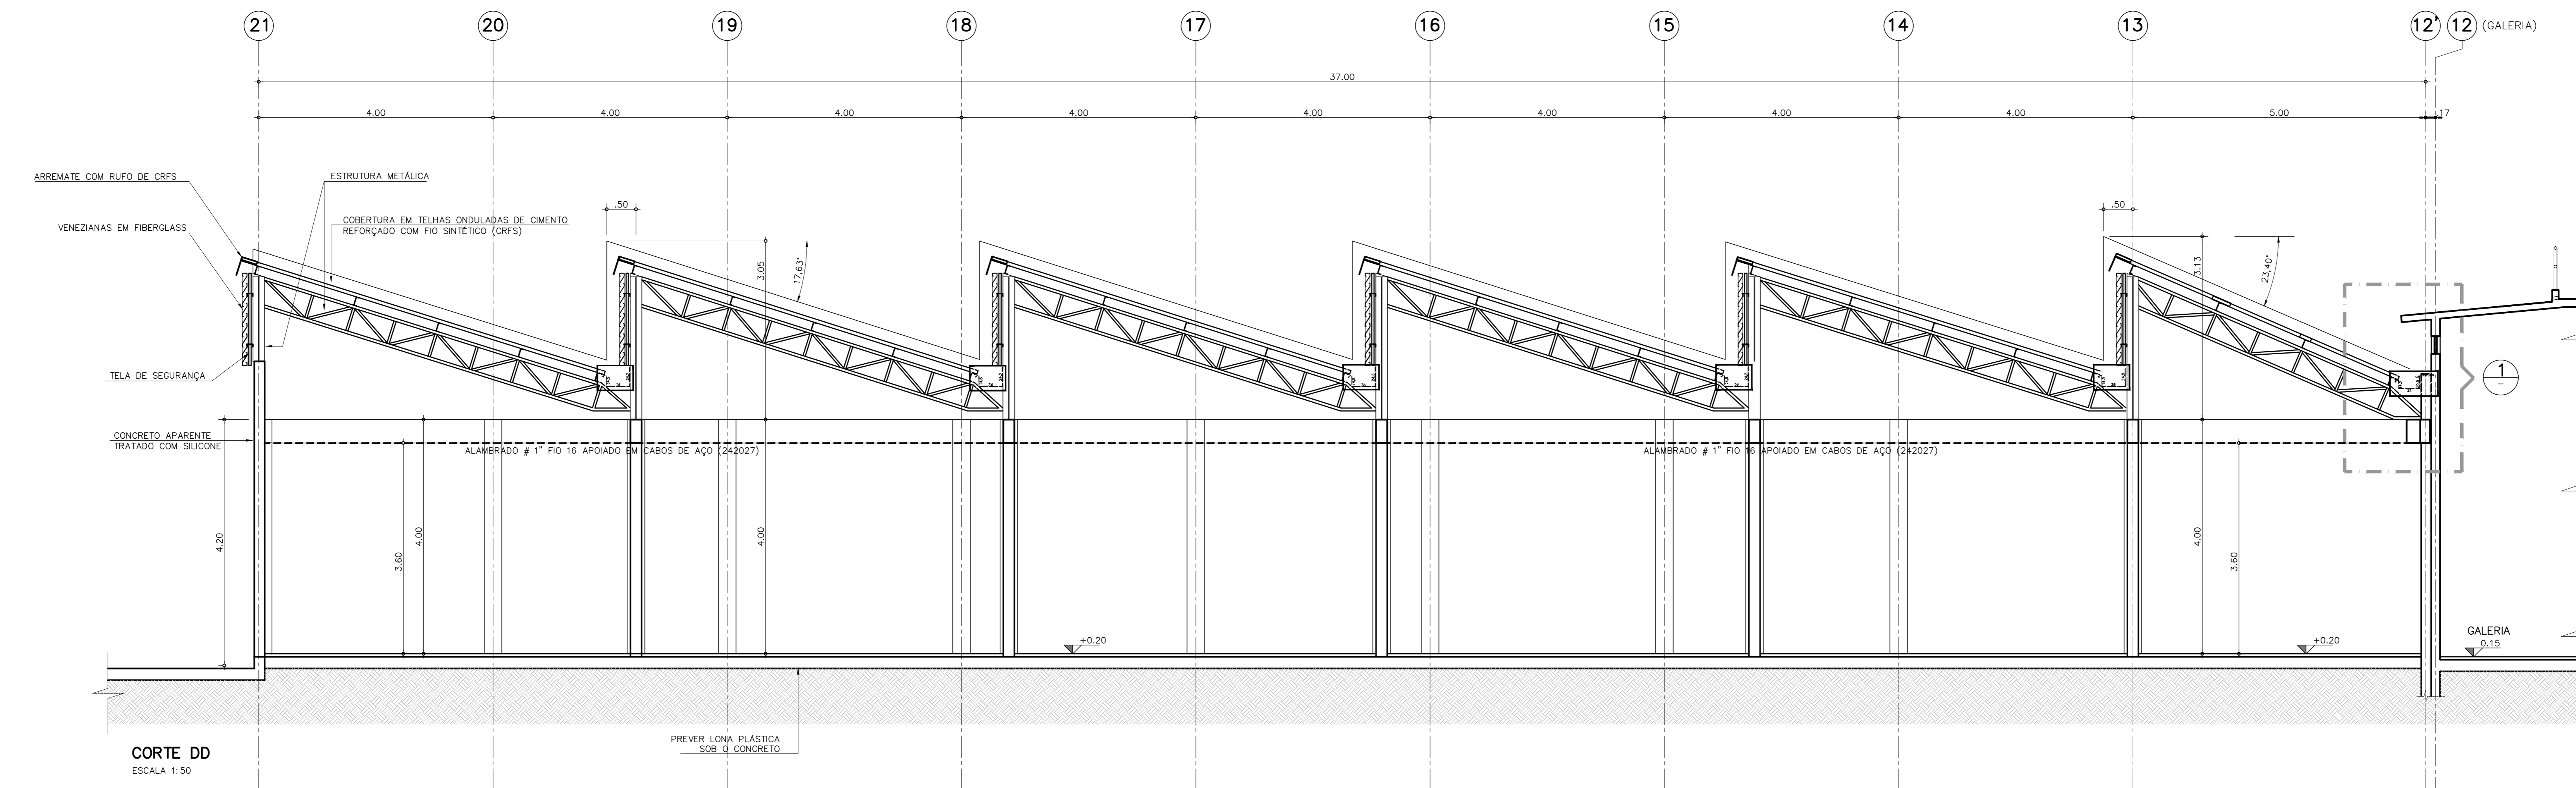 21 20 19 18 17 16 15 14 13 12' 12 (GALERIA)
37.00
4.00 4.00 4.00 4.00 4.00 4.00 4.00 4.00 5.00 .17
ARREMATE COM RUFO DE CRFS
ESTRUTURA METÁLICA
VENEZIANAS EM FIBERGLASS
COBERTURA EM TELHAS ONDULADAS DE CIMENTO
REFORÇADO COM FIO SINTÉTICO (CRFS)
.50
.50
3.05
17,63°
3.13
23,40°
TELA DE SEGURANÇA
1
–
CONCRETO APARENTE
TRATADO COM SILICONE
ALAMBRADO # 1" FIO 16 APOIADO EM CABOS DE AÇO (242027)
ALAMBRADO # 1" FIO 16 APOIADO EM CABOS DE AÇO (242027)
4.20
3.60
4.00
4.00
4.00
3.60
+0.20
+0.20
GALERIA
0.15
PREVER LONA PLÁSTICA
SOB O CONCRETO
CORTE DD
ESCALA 1:50